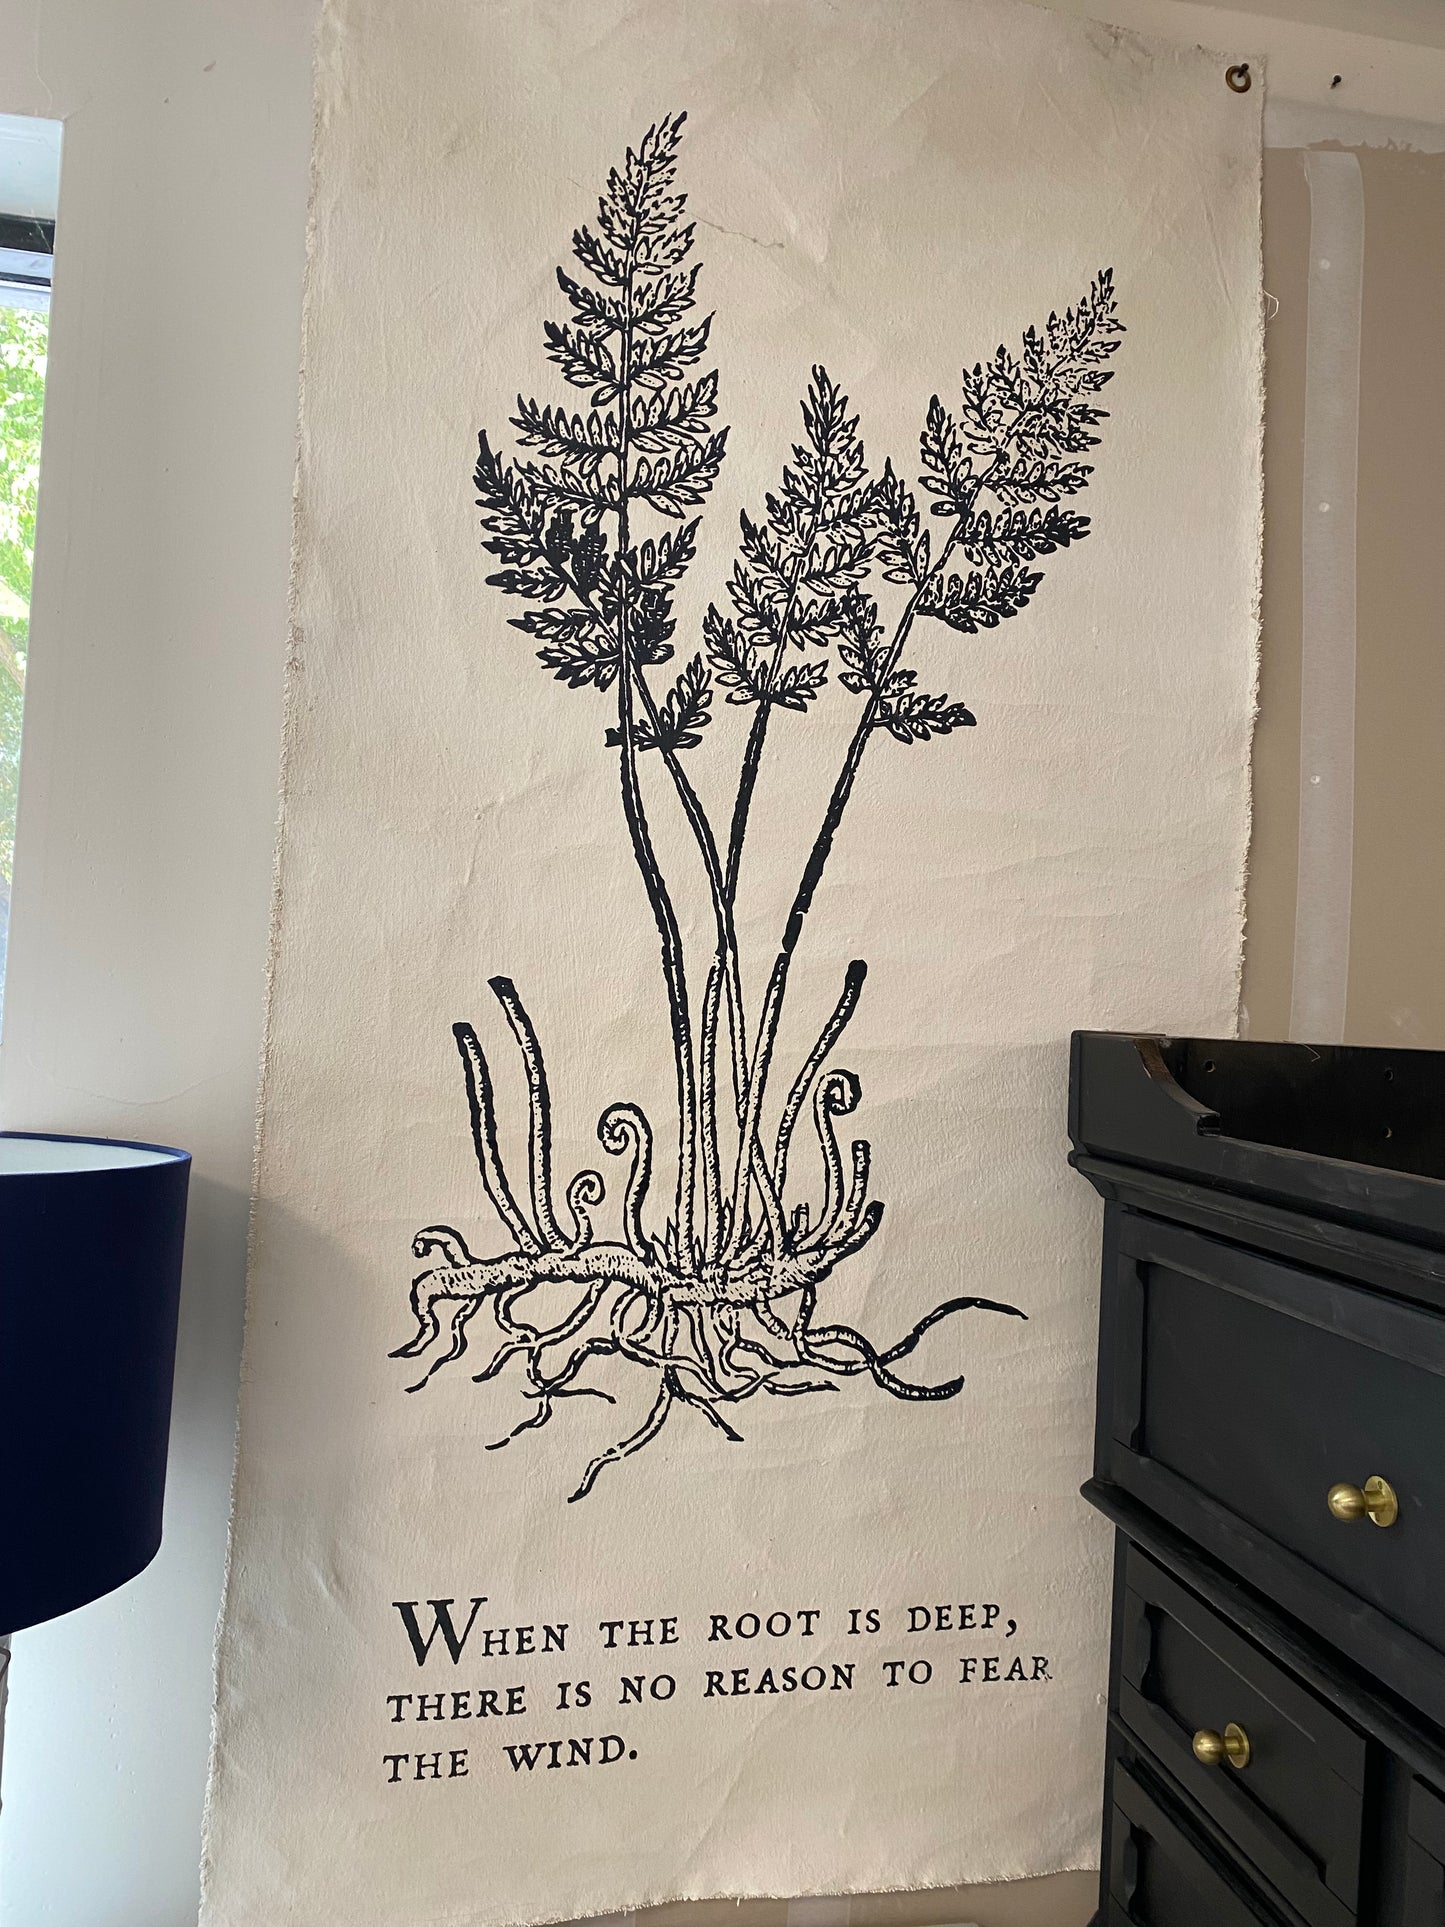 When the root is deep,
there is no reason to fear
the wind.